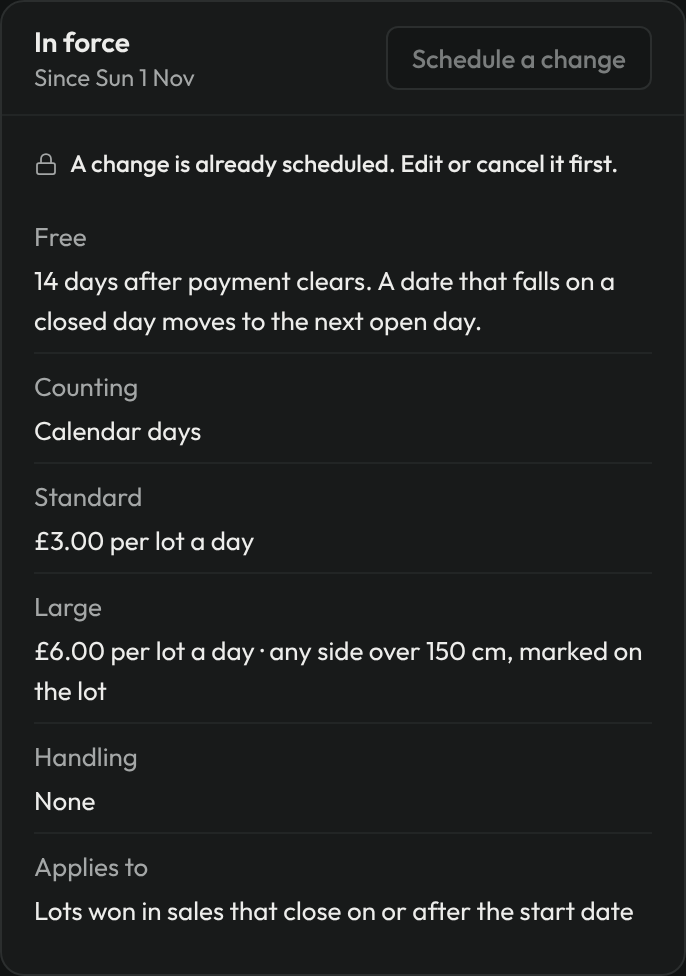 In force
Since Sun 1 Nov
Schedule a change
A change is already scheduled. Edit or cancel it first.
Free
14 days after payment clears. A date that falls on a
closed day moves to the next open day.
Counting
Calendar days
Standard
£3.00 per lot a day
Large
£6.00 per lot a day · any side over 150 cm, marked on
the lot
Handling
None
Applies to
Lots won in sales that close on or after the start date